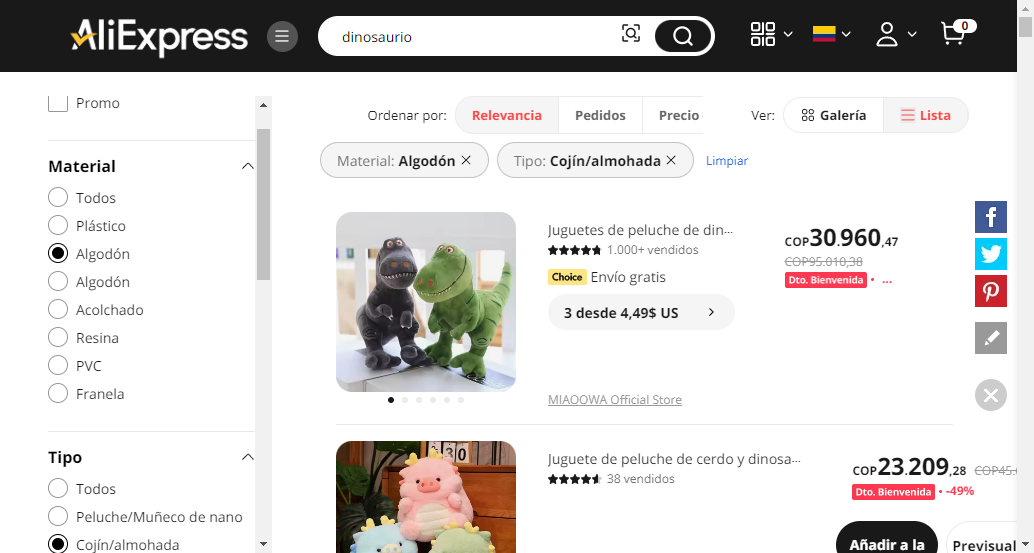 AliExpress
dinosaurio
0
Promo
Material
Todos
Plástico
Algodón
Algodón
Acolchado
Resina
PVC
Franela
Tipo
Todos
Peluche/Muñeco de nano
Cojín/almohada
Ordenar por: Relevancia Pedidos Precio
Ver: Galería Lista
Material: Algodón Tipo: Cojín/almohada Limpiar
Juguetes de peluche de din...
1.000+ vendidos
Choice Envío gratis
3 desde 4,49$ US
MIAOOWA Official Store
COP30.960,47
COP95.010,38
Dto. Bienvenida • ...
Juguete de peluche de cerdo y dinosa...
38 vendidos
COP23.209,28 COP45.0
Dto. Bienvenida • -49%
Añadir a la
Previsual